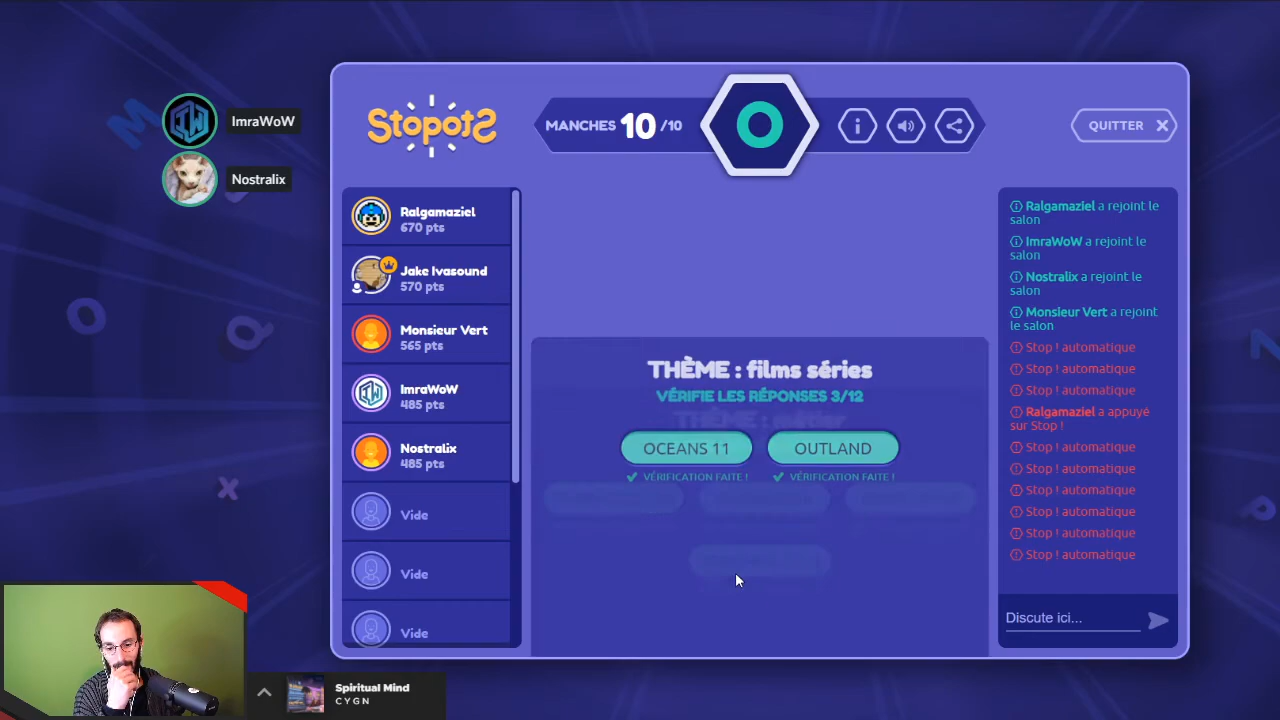 ImraWoW
Nostralix
StopotS
MANCHES 10/10
O
QUITTER
Ralgamaziel
670 pts
Jake Ivasound
570 pts
Monsieur Vert
565 pts
ImraWoW
485 pts
Nostralix
485 pts
Vide
Vide
Vide
THÈME : films séries
VÉRIFIE LES RÉPONSES 3/12
THÈME : métier
OCEANS 11
OUTLAND
VÉRIFICATION FAITE !
VÉRIFICATION FAITE !
Ralgamaziel a rejoint le
salon
ImraWoW a rejoint le
salon
Nostralix a rejoint le
salon
Monsieur Vert a rejoint
le salon
Stop ! automatique
Stop ! automatique
Stop ! automatique
Ralgamaziel a appuyé
sur Stop !
Stop ! automatique
Stop ! automatique
Stop ! automatique
Stop ! automatique
Stop ! automatique
Stop ! automatique
Discute ici...
Spiritual Mind
CYGN